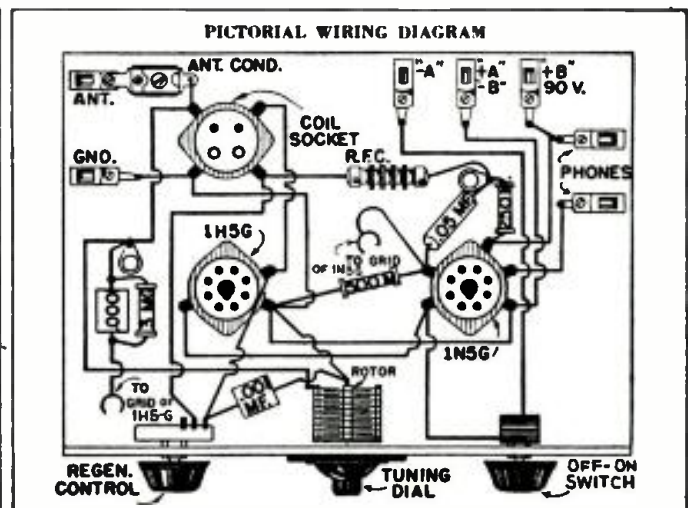 PICTORIAL WIRING DIAGRAM
ANT. COND.
ANT.
"-A"
"+A"
-B"
"+B"
90 V.
COIL
SOCKET
GND.
R.F.C.
PHONES
.05 MF.
1H5G
TO GRID
OF 1N5-G
500 M.
1N5G
ROTOR
TO
GRID OF
1H5-G
.001
MF.
REGEN.
CONTROL
TUNING
DIAL
OFF-ON
SWITCH